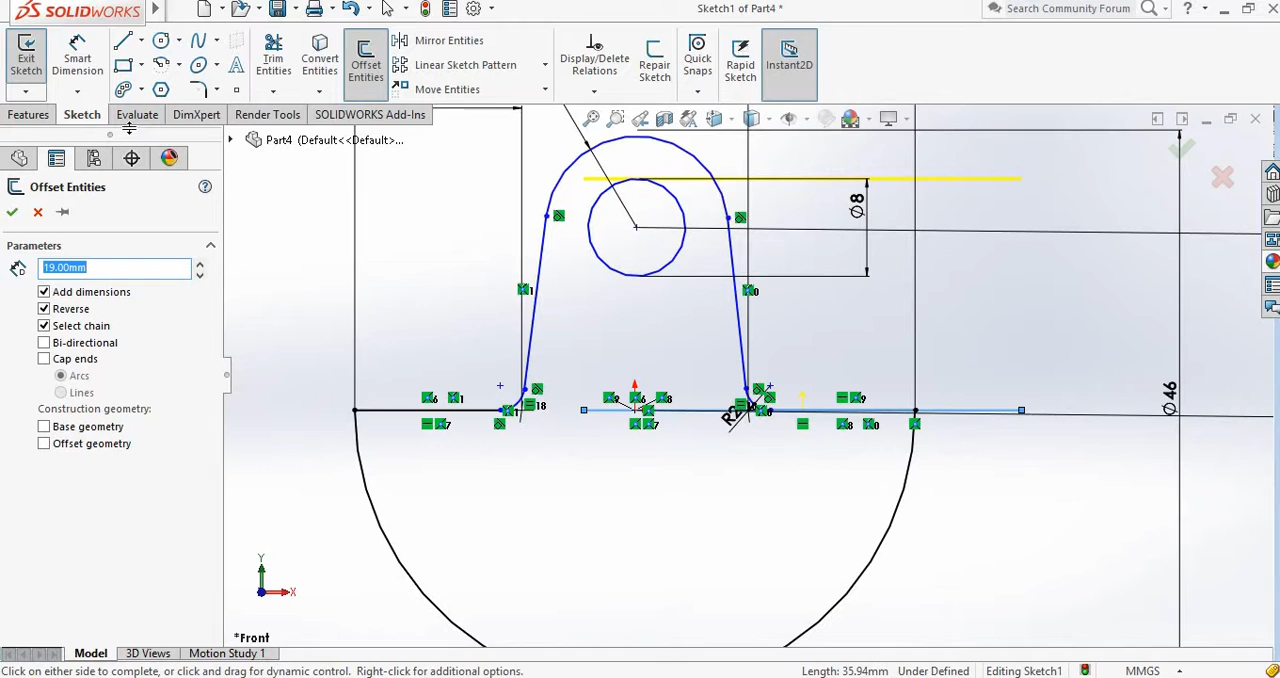 SOLIDWORKS
Sketch1 of Part4 *
Search Community Forum
?
Exit Sketch
Smart Dimension
Trim Entities
Convert Entities
Offset Entities
Mirror Entities
Linear Sketch Pattern
Move Entities
Display/Delete Relations
Repair Sketch
Quick Snaps
Rapid Sketch
Instant2D
Features
Sketch
Evaluate
DimXpert
Render Tools
SOLIDWORKS Add-Ins
Part4 (Default<<Default>...
Offset Entities
?
Parameters
19.00mm
Add dimensions
Reverse
Select chain
Bi-directional
Cap ends
Arcs
Lines
Construction geometry:
Base geometry
Offset geometry
⌀8
⌀46
Y
X
*Front
Model
3D Views
Motion Study 1
Click on either side to complete, or click and drag for dynamic control. Right-click for additional options.
Length: 35.94mm
Under Defined
Editing Sketch1
MMGS